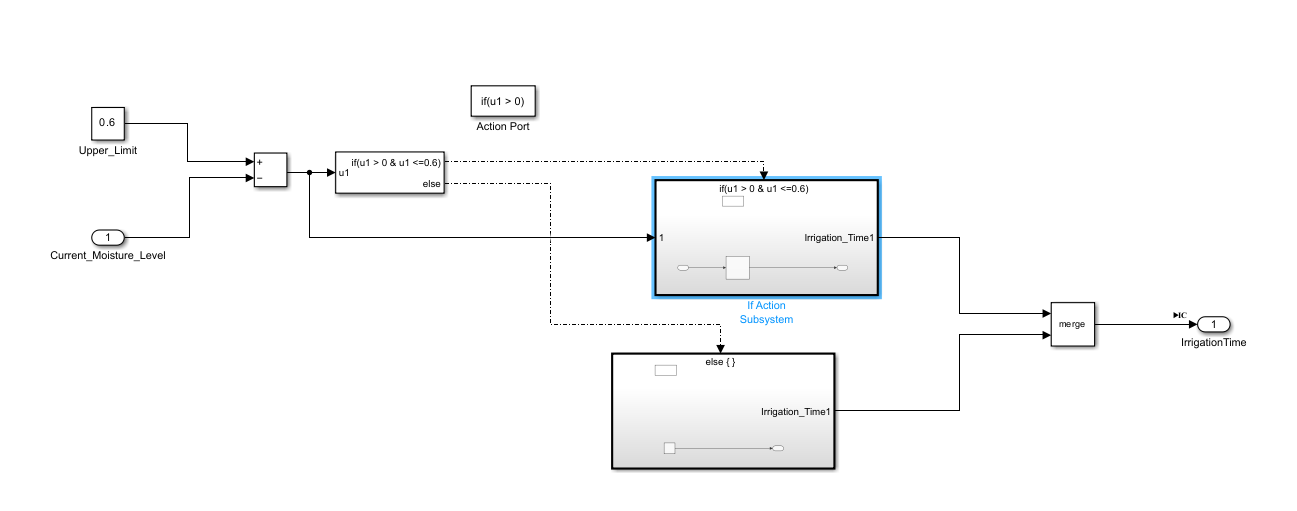 if(u1 > 0)
Action Port
0.6
Upper_Limit
+
−
if(u1 > 0 & u1 <=0.6)
u1
else
if(u1 > 0 & u1 <=0.6)
1
Current_Moisture_Level
1
Irrigation_Time1
If Action
Subsystem
IC
merge
1
IrrigationTime
else { }
Irrigation_Time1